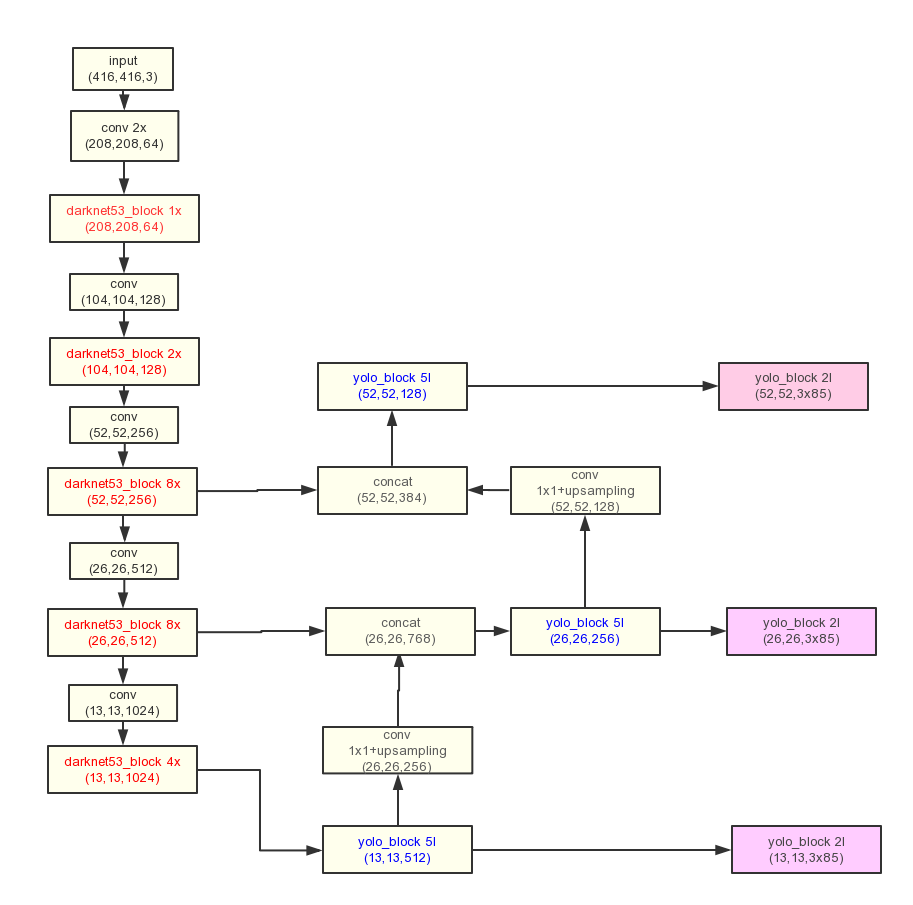 input
(416,416,3)
conv 2x
(208,208,64)
darknet53_block 1x
(208,208,64)
conv
(104,104,128)
darknet53_block 2x
(104,104,128)
conv
(52,52,256)
darknet53_block 8x
(52,52,256)
conv
(26,26,512)
darknet53_block 8x
(26,26,512)
conv
(13,13,1024)
darknet53_block 4x
(13,13,1024)
yolo_block 5l
(52,52,128)
yolo_block 2l
(52,52,3x85)
concat
(52,52,384)
conv
1x1+upsampling
(52,52,128)
concat
(26,26,768)
yolo_block 5l
(26,26,256)
yolo_block 2l
(26,26,3x85)
conv
1x1+upsampling
(26,26,256)
yolo_block 5l
(13,13,512)
yolo_block 2l
(13,13,3x85)